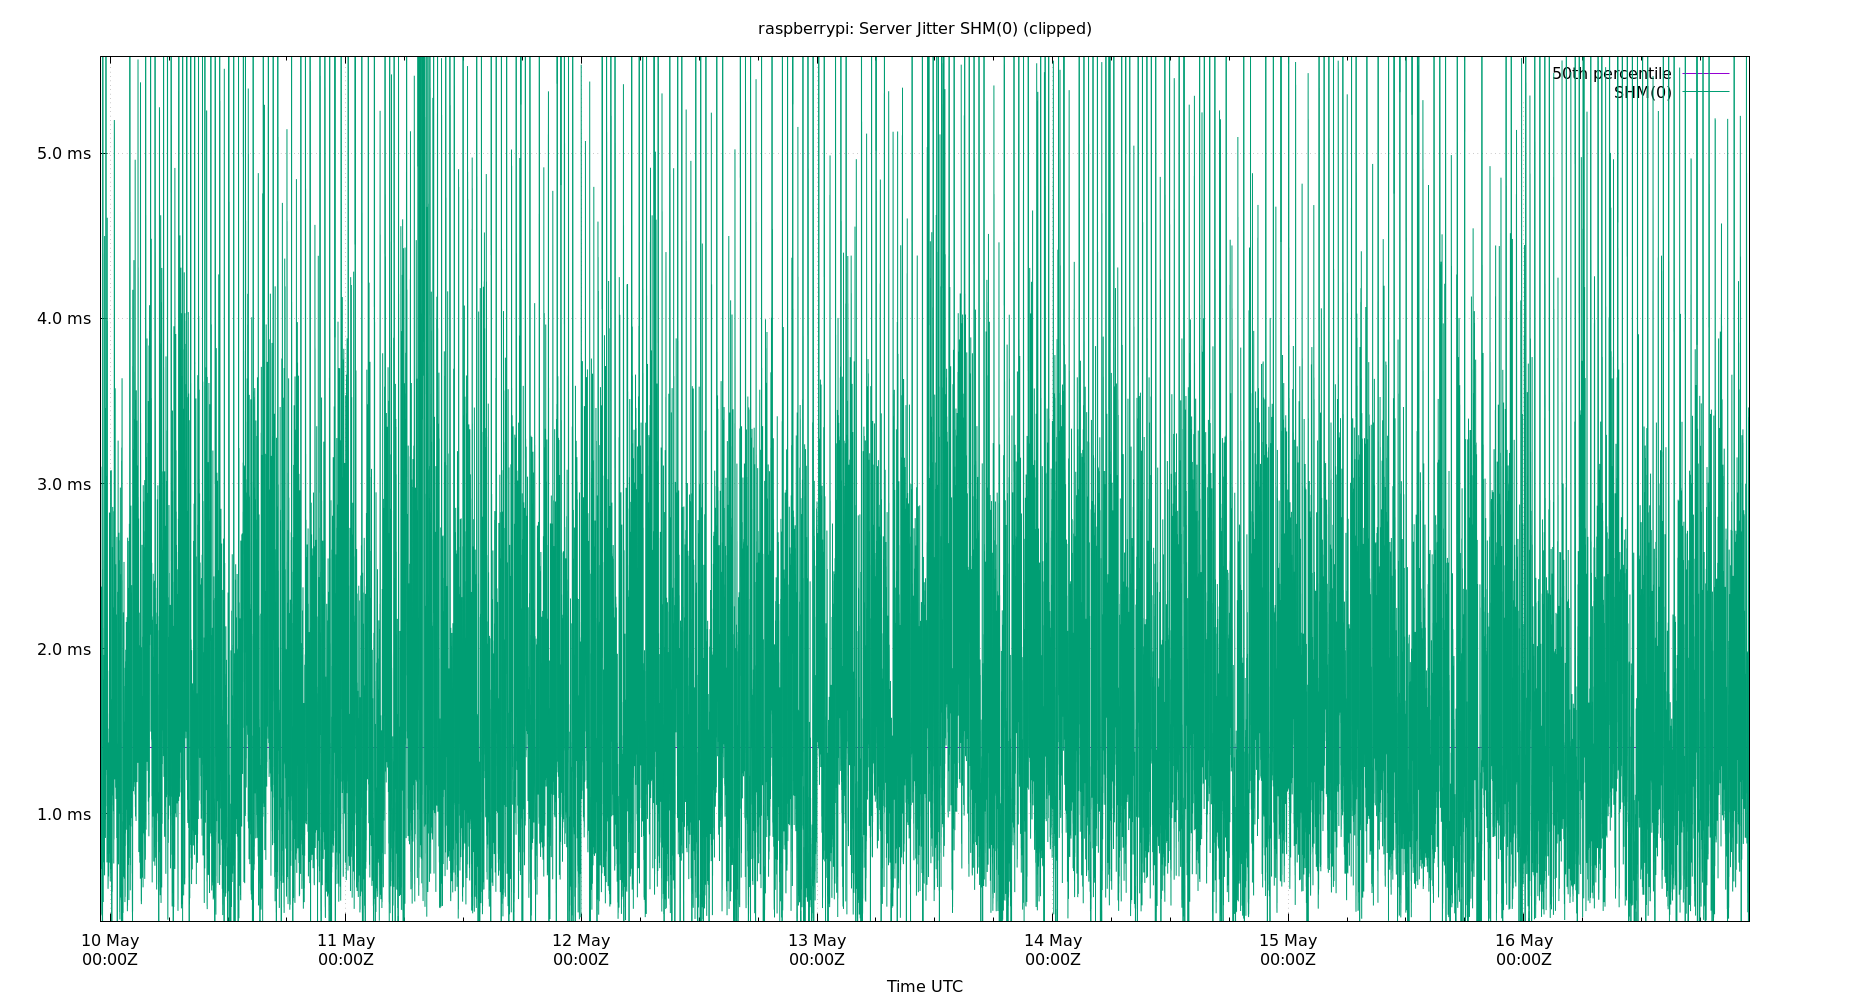 raspberrypi: Server Jitter SHM(0) (clipped)
50th percentile
SHM(0)
5.0 ms
4.0 ms
3.0 ms
2.0 ms
1.0 ms
10 May 11 May 12 May 13 May 14 May 15 May 16 May
00:00Z 00:00Z 00:00Z 00:00Z 00:00Z 00:00Z 00:00Z
Time UTC